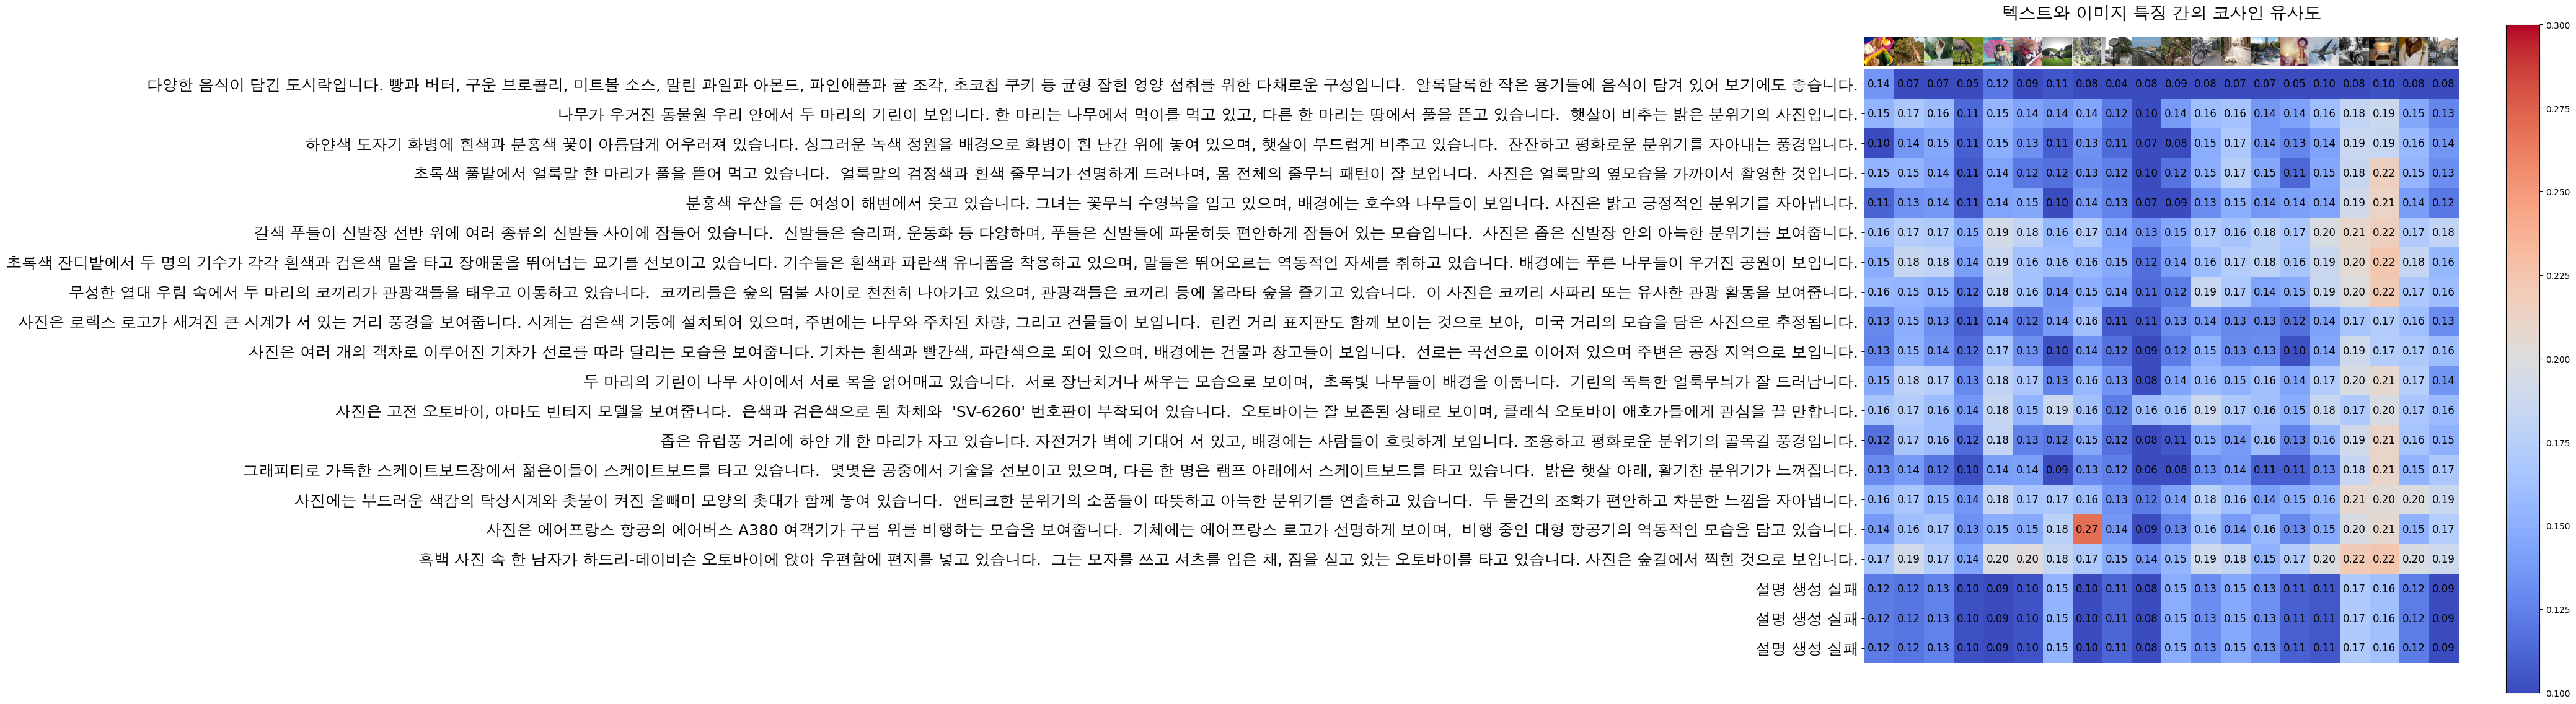 텍스트와 이미지 특징 간의 코사인 유사도
다양한 음식이 담긴 도시락입니다. 빵과 버터, 구운 브로콜리, 미트볼 소스, 말린 과일과 아몬드, 파인애플과 귤 조각, 초코칩 쿠키 등 균형 잡힌 영양 섭취를 위한 다채로운 구성입니다.  알록달록한 작은 용기들에 음식이 담겨 있어 보기에도 좋습니다. 0.14 0.07 0.07 0.05 0.12 0.09 0.11 0.08 0.04 0.08 0.09 0.09 0.08 0.07 0.07 0.05 0.10 0.08 0.10 0.08 0.08
나무가 우거진 동물원 우리 안에서 두 마리의 기린이 보입니다. 한 마리는 나무에서 먹이를 먹고 있고, 다른 한 마리는 땅에서 풀을 뜯고 있습니다.  햇살이 비추는 밝은 분위기의 사진입니다. 0.15 0.17 0.16 0.11 0.15 0.14 0.14 0.14 0.12 0.10 0.14 0.16 0.16 0.14 0.14 0.16 0.18 0.19 0.15 0.13
하얀색 도자기 화병에 흰색과 분홍색 꽃이 아름답게 어우러져 있습니다. 싱그러운 녹색 정원을 배경으로 화병이 흰 난간 위에 놓여 있으며, 햇살이 부드럽게 비추고 있습니다.  잔잔하고 평화로운 분위기를 자아내는 풍경입니다. 0.10 0.14 0.15 0.11 0.15 0.13 0.11 0.13 0.11 0.07 0.08 0.15 0.17 0.14 0.13 0.14 0.19 0.19 0.16 0.14
초록색 풀밭에서 얼룩말 한 마리가 풀을 뜯어 먹고 있습니다.  얼룩말의 검정색과 흰색 줄무늬가 선명하게 드러나며, 몸 전체의 줄무늬 패턴이 잘 보입니다.  사진은 얼룩말의 옆모습을 가까이서 촬영한 것입니다. 0.15 0.15 0.14 0.11 0.14 0.12 0.12 0.13 0.12 0.10 0.12 0.15 0.17 0.15 0.11 0.15 0.18 0.22 0.15 0.13
분홍색 우산을 든 여성이 해변에서 웃고 있습니다. 그녀는 꽃무늬 수영복을 입고 있으며, 배경에는 호수와 나무들이 보입니다. 사진은 밝고 긍정적인 분위기를 자아냅니다. 0.11 0.13 0.14 0.11 0.14 0.15 0.10 0.14 0.13 0.07 0.09 0.13 0.15 0.14 0.14 0.14 0.19 0.21 0.14 0.12
갈색 푸들이 신발장 선반 위에 여러 종류의 신발들 사이에 잠들어 있습니다.  신발들은 슬리퍼, 운동화 등 다양하며, 푸들은 신발들에 파묻히듯 편안하게 잠들어 있는 모습입니다.  사진은 좁은 신발장 안의 아늑한 분위기를 보여줍니다. 0.16 0.17 0.17 0.15 0.19 0.18 0.16 0.17 0.14 0.13 0.15 0.17 0.16 0.18 0.17 0.20 0.21 0.22 0.17 0.18
초록색 잔디밭에서 두 명의 기수가 각각 흰색과 검은색 말을 타고 장애물을 뛰어넘는 묘기를 선보이고 있습니다. 기수들은 흰색과 파란색 유니폼을 착용하고 있으며, 말들은 뛰어오르는 역동적인 자세를 취하고 있습니다. 배경에는 푸른 나무들이 우거진 공원이 보입니다. 0.15 0.18 0.18 0.14 0.19 0.16 0.16 0.16 0.15 0.12 0.14 0.16 0.17 0.18 0.16 0.19 0.20 0.22 0.18 0.16
무성한 열대 우림 속에서 두 마리의 코끼리가 관광객들을 태우고 이동하고 있습니다.  코끼리들은 숲의 덤불 사이로 천천히 나아가고 있으며, 관광객들은 코끼리 등에 올라타 숲을 즐기고 있습니다.  이 사진은 코끼리 사파리 또는 유사한 관광 활동을 보여줍니다. 0.16 0.15 0.15 0.12 0.18 0.16 0.14 0.15 0.14 0.11 0.12 0.19 0.17 0.14 0.15 0.19 0.20 0.22 0.17 0.16
사진은 로렉스 로고가 새겨진 큰 시계가 서 있는 거리 풍경을 보여줍니다. 시계는 검은색 기둥에 설치되어 있으며, 주변에는 나무와 주차된 차량, 그리고 건물들이 보입니다.  린컨 거리 표지판도 함께 보이는 것으로 보아,  미국 거리의 모습을 담은 사진으로 추정됩니다. 0.13 0.15 0.13 0.11 0.14 0.12 0.14 0.16 0.11 0.11 0.13 0.14 0.13 0.13 0.12 0.14 0.17 0.17 0.16 0.13
사진은 여러 개의 객차로 이루어진 기차가 선로를 따라 달리는 모습을 보여줍니다. 기차는 흰색과 빨간색, 파란색으로 되어 있으며, 배경에는 건물과 창고들이 보입니다.  선로는 곡선으로 이어져 있으며 주변은 공장 지역으로 보입니다. 0.13 0.15 0.14 0.12 0.17 0.13 0.10 0.14 0.12 0.09 0.12 0.15 0.13 0.13 0.10 0.14 0.19 0.17 0.17 0.16
두 마리의 기린이 나무 사이에서 서로 목을 얽어매고 있습니다.  서로 장난치거나 싸우는 모습으로 보이며,  초록빛 나무들이 배경을 이룹니다.  기린의 독특한 얼룩무늬가 잘 드러납니다. 0.15 0.18 0.17 0.13 0.18 0.17 0.13 0.16 0.13 0.08 0.14 0.16 0.15 0.16 0.14 0.17 0.20 0.21 0.17 0.14
사진은 고전 오토바이, 아마도 빈티지 모델을 보여줍니다.  은색과 검은색으로 된 차체와  'SV-6260' 번호판이 부착되어 있습니다.  오토바이는 잘 보존된 상태로 보이며, 클래식 오토바이 애호가들에게 관심을 끌 만합니다. 0.16 0.17 0.16 0.14 0.18 0.15 0.19 0.16 0.12 0.16 0.16 0.19 0.17 0.16 0.15 0.18 0.17 0.20 0.17 0.16
좁은 유럽풍 거리에 하얀 개 한 마리가 자고 있습니다. 자전거가 벽에 기대어 서 있고, 배경에는 사람들이 흐릿하게 보입니다. 조용하고 평화로운 분위기의 골목길 풍경입니다. 0.12 0.17 0.16 0.12 0.18 0.13 0.12 0.15 0.12 0.08 0.11 0.15 0.14 0.16 0.13 0.16 0.19 0.21 0.16 0.15
그래피티로 가득한 스케이트보드장에서 젊은이들이 스케이트보드를 타고 있습니다.  몇몇은 공중에서 기술을 선보이고 있으며, 다른 한 명은 램프 아래에서 스케이트보드를 타고 있습니다.  밝은 햇살 아래, 활기찬 분위기가 느껴집니다. 0.13 0.14 0.12 0.10 0.14 0.14 0.09 0.13 0.12 0.06 0.08 0.13 0.14 0.11 0.11 0.13 0.18 0.21 0.15 0.17
사진에는 부드러운 색감의 탁상시계와 촛불이 켜진 올빼미 모양의 촛대가 함께 놓여 있습니다.  앤티크한 분위기의 소품들이 따뜻하고 아늑한 분위기를 연출하고 있습니다.  두 물건의 조화가 편안하고 차분한 느낌을 자아냅니다. 0.16 0.17 0.15 0.14 0.18 0.17 0.17 0.16 0.13 0.12 0.14 0.18 0.16 0.14 0.15 0.16 0.21 0.20 0.20 0.19
사진은 에어프랑스 항공의 에어버스 A380 여객기가 구름 위를 비행하는 모습을 보여줍니다.  기체에는 에어프랑스 로고가 선명하게 보이며,  비행 중인 대형 항공기의 역동적인 모습을 담고 있습니다. 0.14 0.16 0.17 0.13 0.15 0.15 0.18 0.27 0.14 0.09 0.13 0.16 0.14 0.16 0.13 0.15 0.20 0.21 0.15 0.17
흑백 사진 속 한 남자가 하드리-데이비슨 오토바이에 앉아 우편함에 편지를 넣고 있습니다.  그는 모자를 쓰고 셔츠를 입은 채, 짐을 싣고 있는 오토바이를 타고 있습니다. 사진은 숲길에서 찍힌 것으로 보입니다. 0.17 0.19 0.17 0.14 0.20 0.20 0.18 0.17 0.15 0.14 0.15 0.19 0.18 0.15 0.17 0.20 0.22 0.22 0.20 0.19
설명 생성 실패 0.12 0.12 0.13 0.10 0.09 0.10 0.15 0.10 0.11 0.08 0.15 0.13 0.15 0.13 0.11 0.11 0.17 0.16 0.12 0.09
설명 생성 실패 0.12 0.12 0.13 0.10 0.09 0.10 0.15 0.10 0.11 0.08 0.15 0.13 0.15 0.13 0.11 0.11 0.17 0.16 0.12 0.09
설명 생성 실패 0.12 0.12 0.13 0.10 0.09 0.10 0.15 0.10 0.11 0.08 0.15 0.13 0.15 0.13 0.11 0.11 0.17 0.16 0.12 0.09
0.300
0.275
0.250
0.225
0.200
0.175
0.150
0.125
0.100